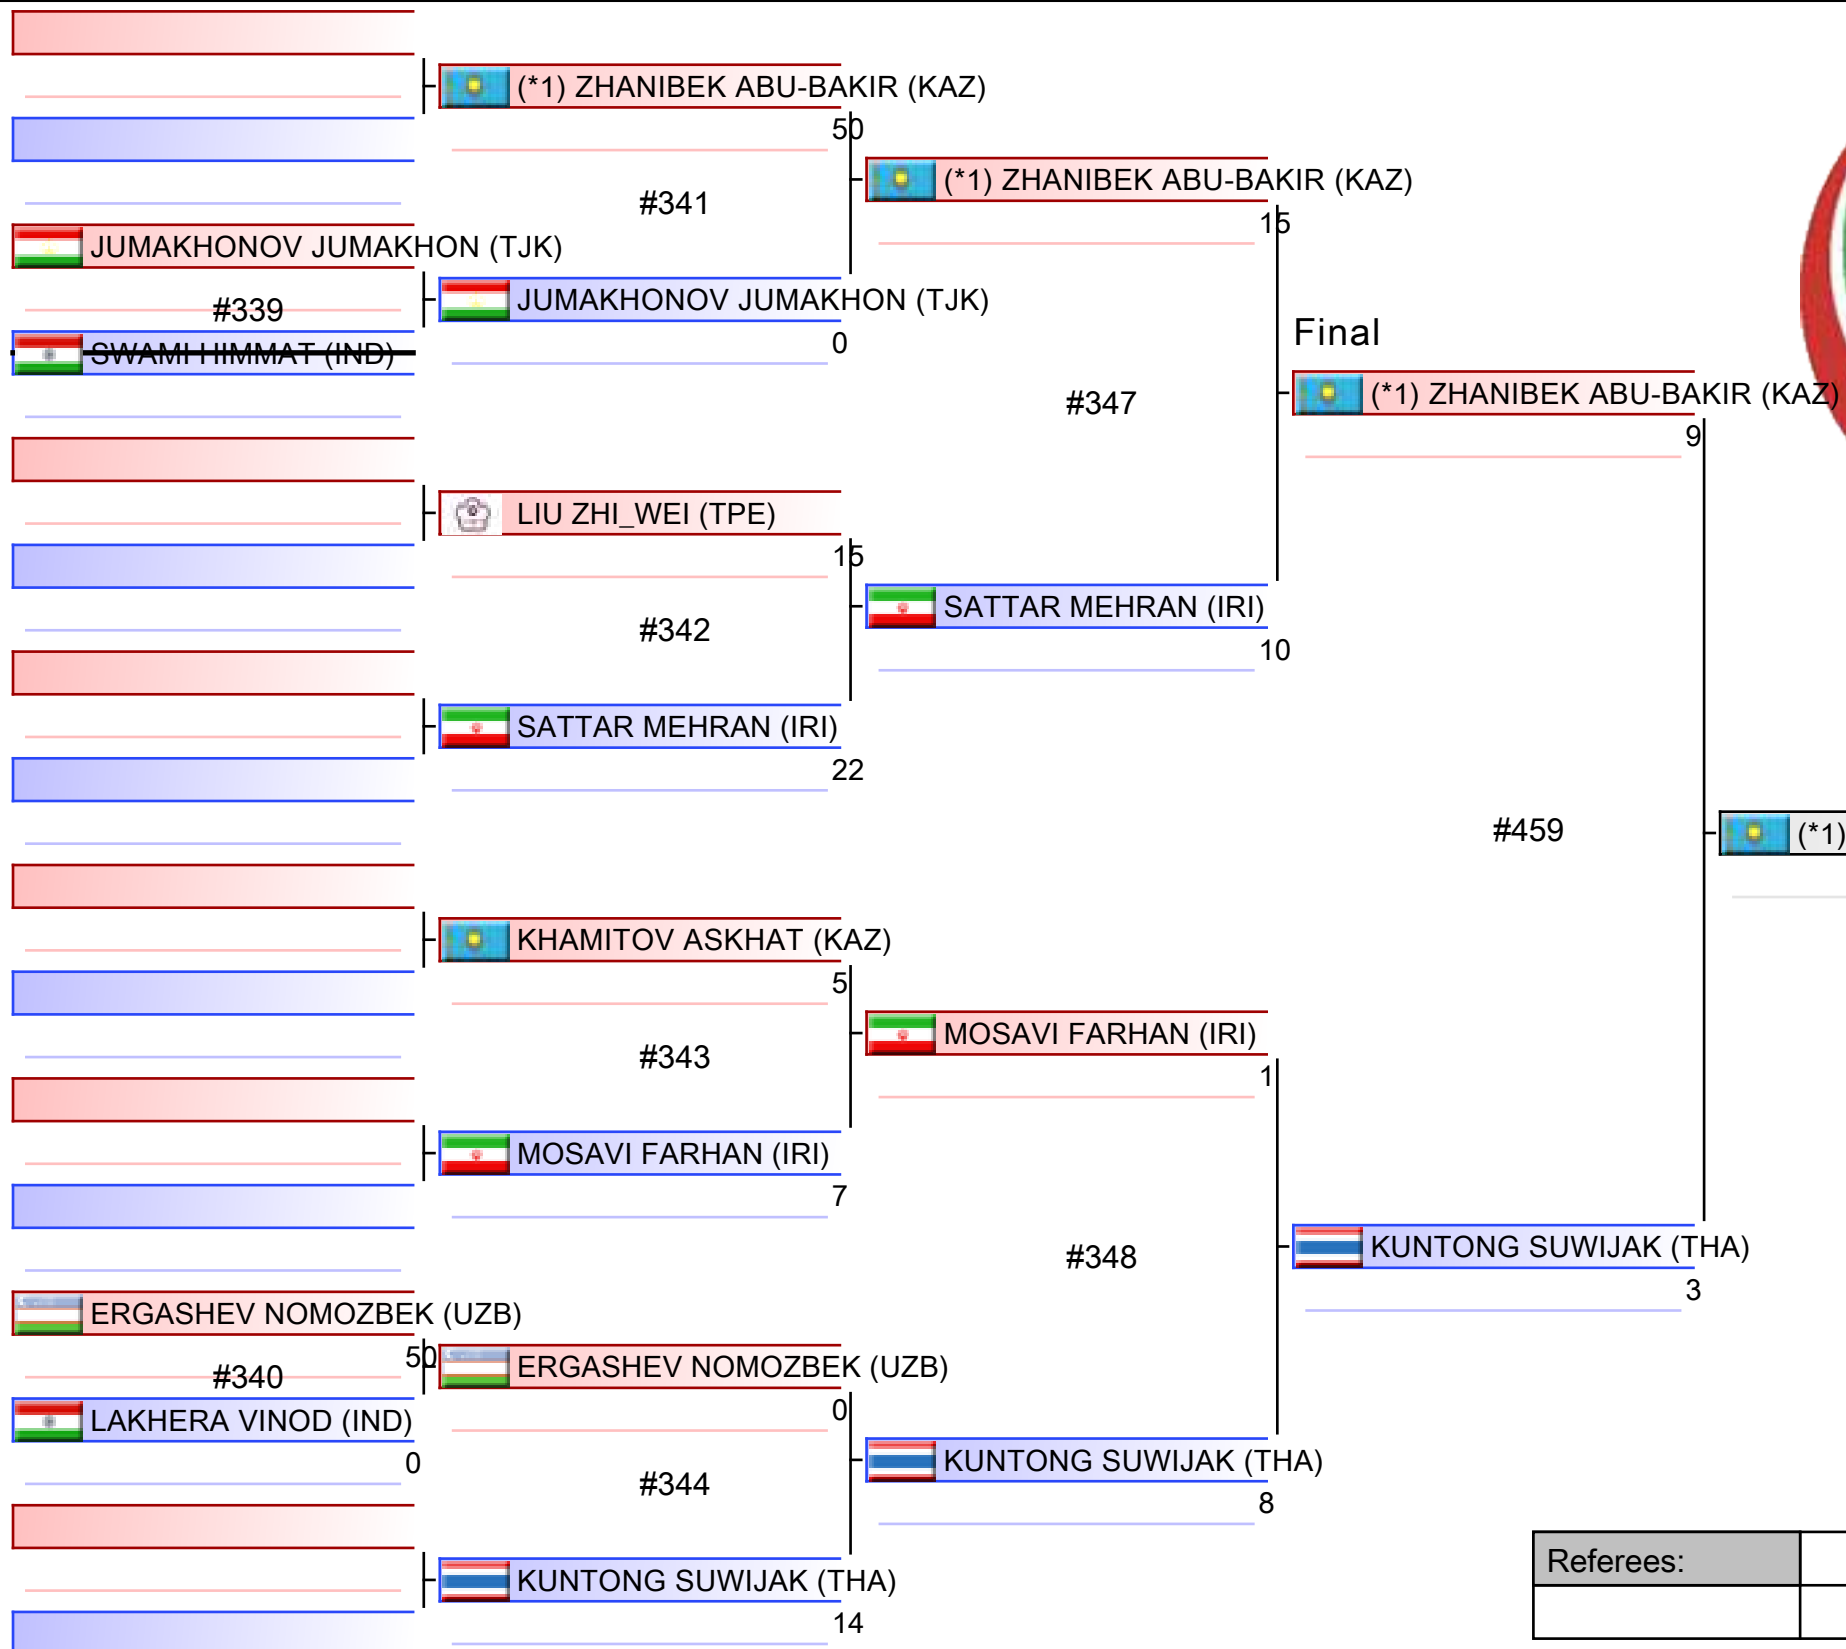 (*1) ZHANIBEK ABU-BAKIR (KAZ)
50
#341
JUMAKHONOV JUMAKHON (TJK)
#339
SWAMI HIMMAT (IND)
JUMAKHONOV JUMAKHON (TJK)
0
(*1) ZHANIBEK ABU-BAKIR (KAZ)
15
#347
LIU ZHI_WEI (TPE)
15
#342
SATTAR MEHRAN (IRI)
22
SATTAR MEHRAN (IRI)
10
Final
(*1) ZHANIBEK ABU-BAKIR (KAZ)
9
#459
(*1)
KHAMITOV ASKHAT (KAZ)
5
#343
MOSAVI FARHAN (IRI)
7
MOSAVI FARHAN (IRI)
1
#348
KUNTONG SUWIJAK (THA)
3
ERGASHEV NOMOZBEK (UZB)
50
#340
LAKHERA VINOD (IND)
0
ERGASHEV NOMOZBEK (UZB)
0
#344
KUNTONG SUWIJAK (THA)
14
KUNTONG SUWIJAK (THA)
8
Referees: